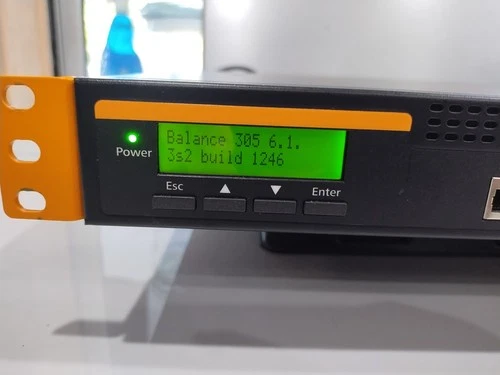 Balance 305 6.1.
3s2 build 1246
Power
Esc
Enter